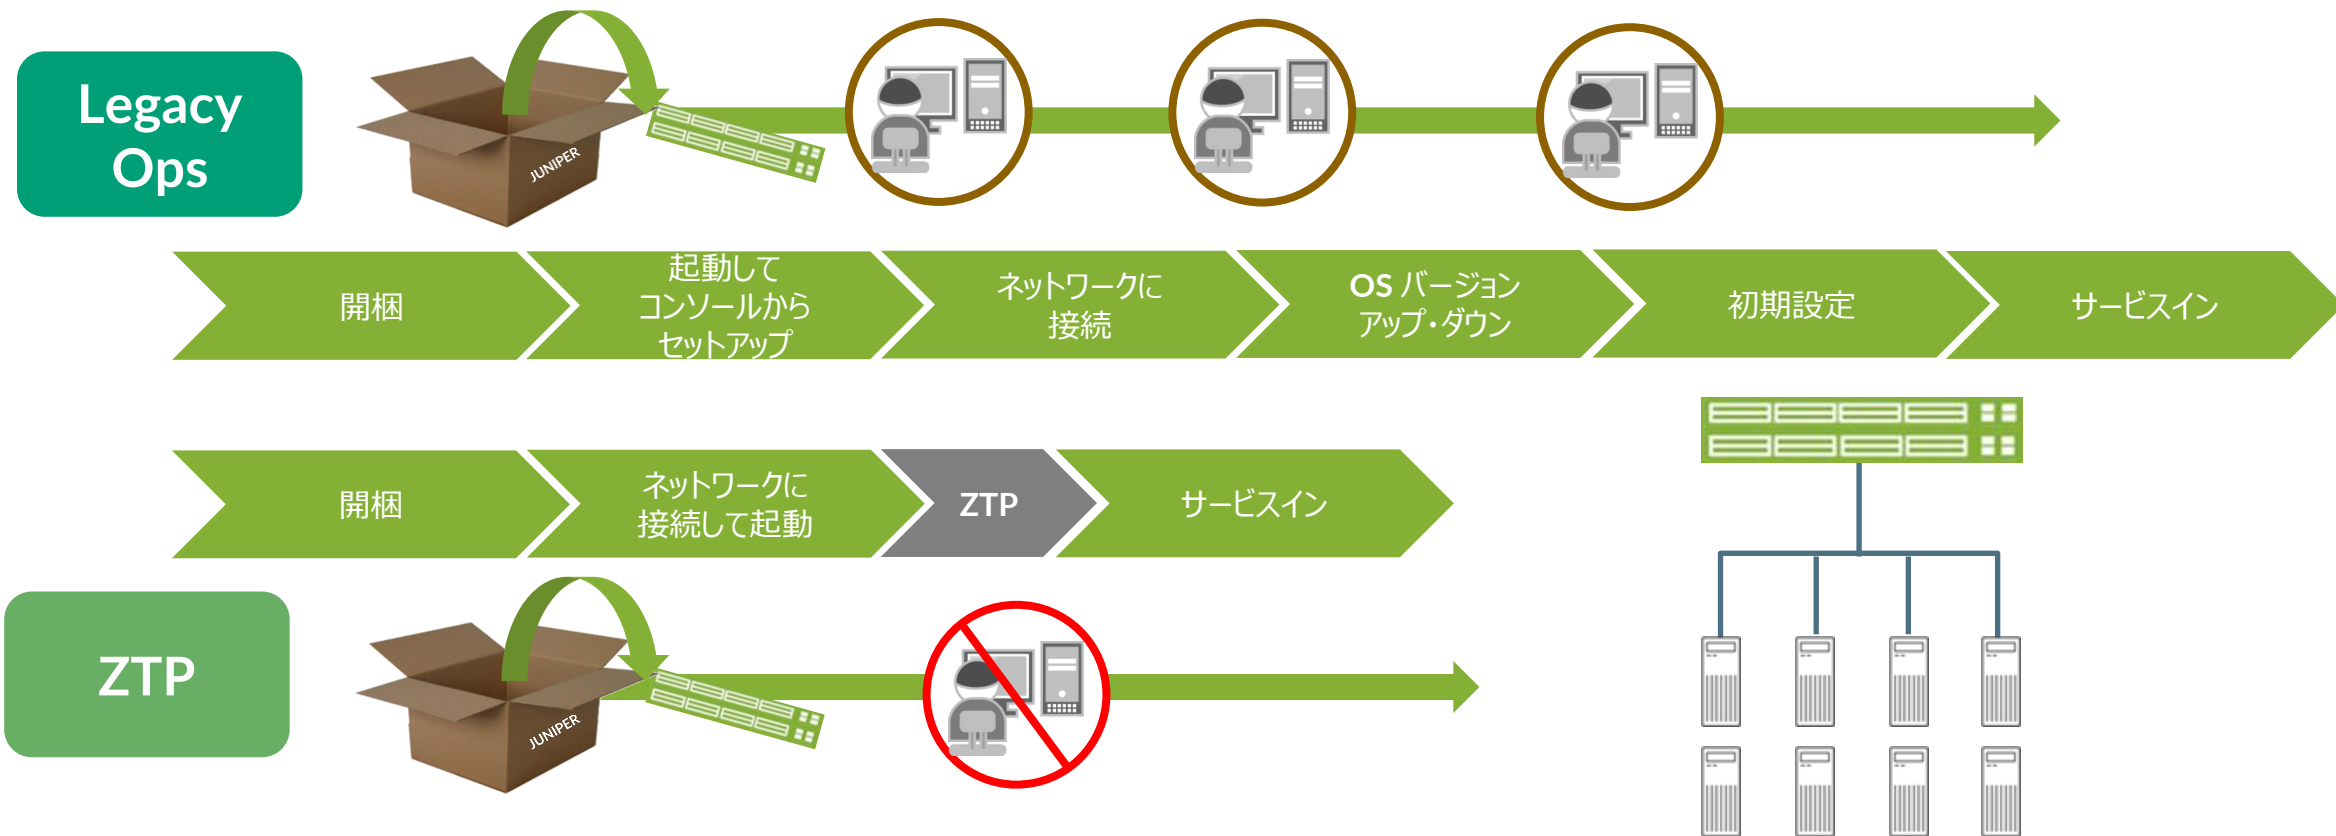 Legacy
Ops
JUNIPER
開梱
起動して
コンソールから
セットアップ
ネットワークに
接続
OS バージョン
アップ・ダウン
初期設定
サービスイン
開梱
ネットワークに
接続して起動
ZTP
サービスイン
ZTP
JUNIPER